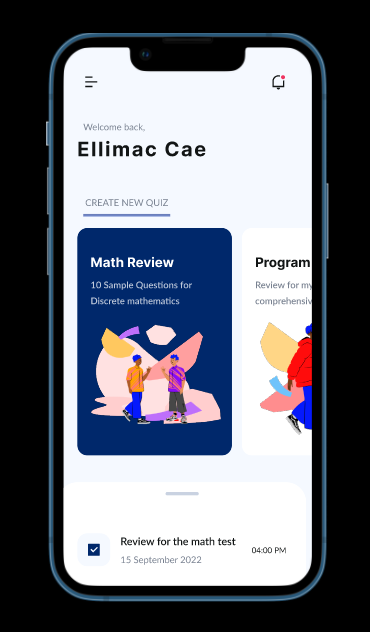 Welcome back,
Ellimac Cae
CREATE NEW QUIZ
Math Review
10 Sample Questions for
Discrete mathematics
Program
Review for my
comprehensiv
Review for the math test
15 September 2022
04:00 PM